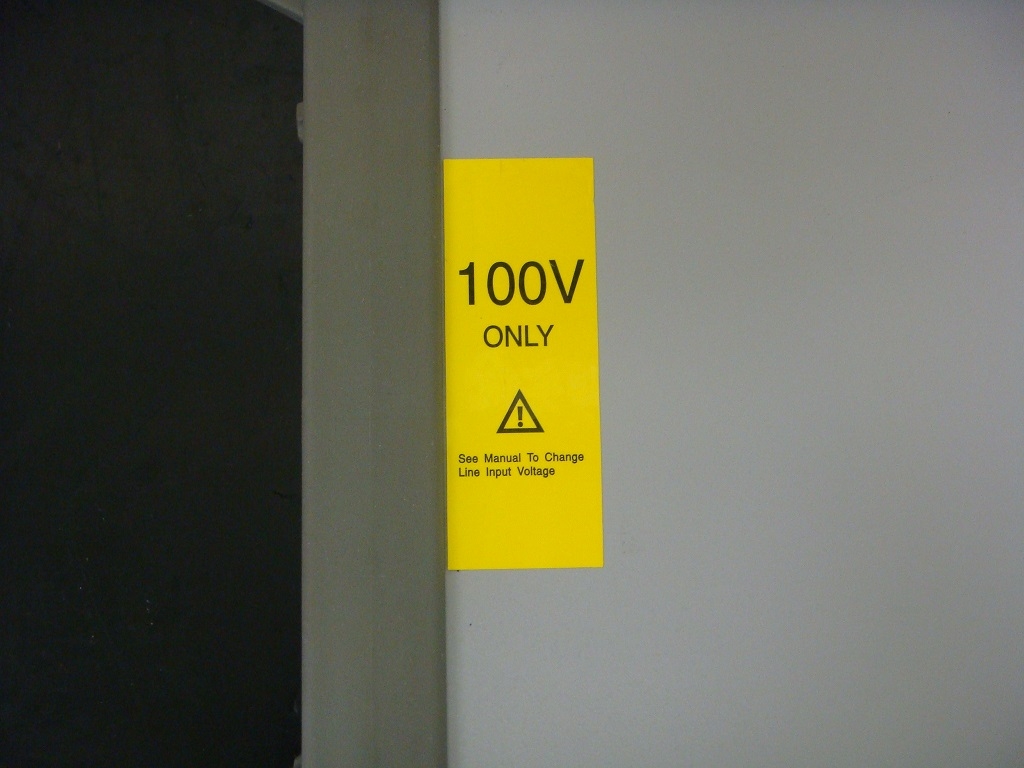 100V
ONLY
See Manual To Change
Line Input Voltage